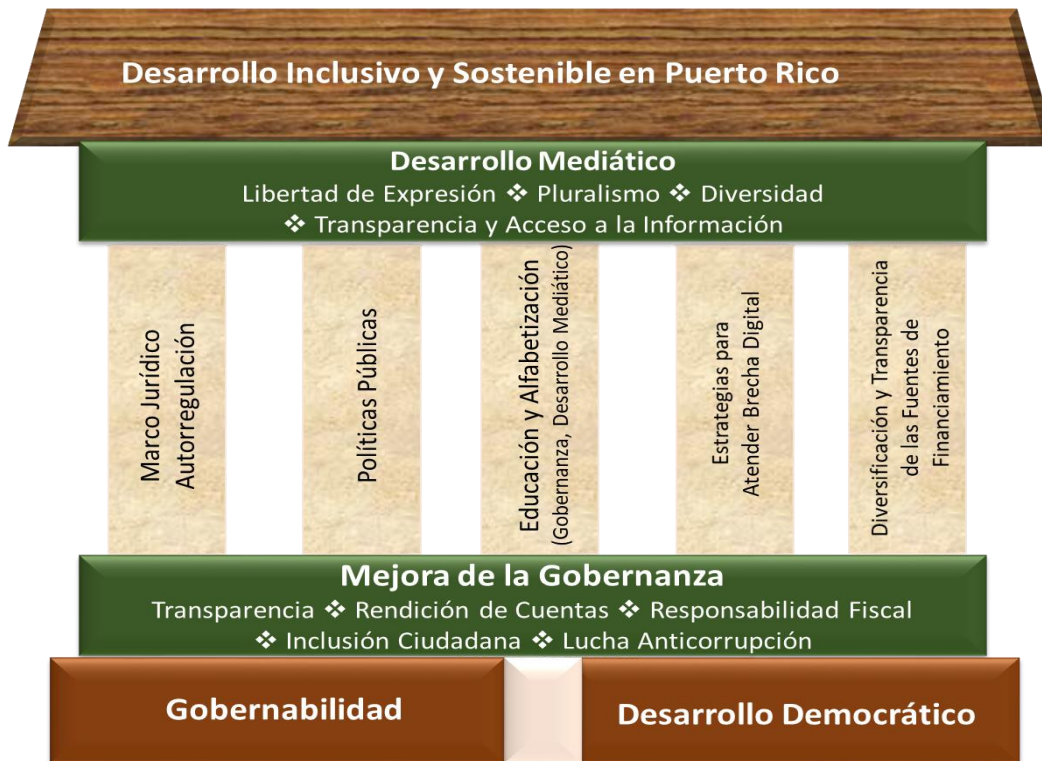 Desarrollo Inclusivo y Sostenible en Puerto Rico
Desarrollo Mediático
Libertad de Expresión ❖ Pluralismo ❖ Diversidad
❖ Transparencia y Acceso a la Información
Marco Jurídico
Autorregulación
Políticas Públicas
Educación y Alfabetización
(Gobernanza, Desarrollo Mediático)
Estrategias para
Atender Brecha Digital
Diversificación y Transparencia
de las Fuentes de
Financiamiento
Mejora de la Gobernanza
Transparencia ❖ Rendición de Cuentas ❖ Responsabilidad Fiscal
❖ Inclusión Ciudadana ❖ Lucha Anticorrupción
Gobernabilidad
Desarrollo Democrático